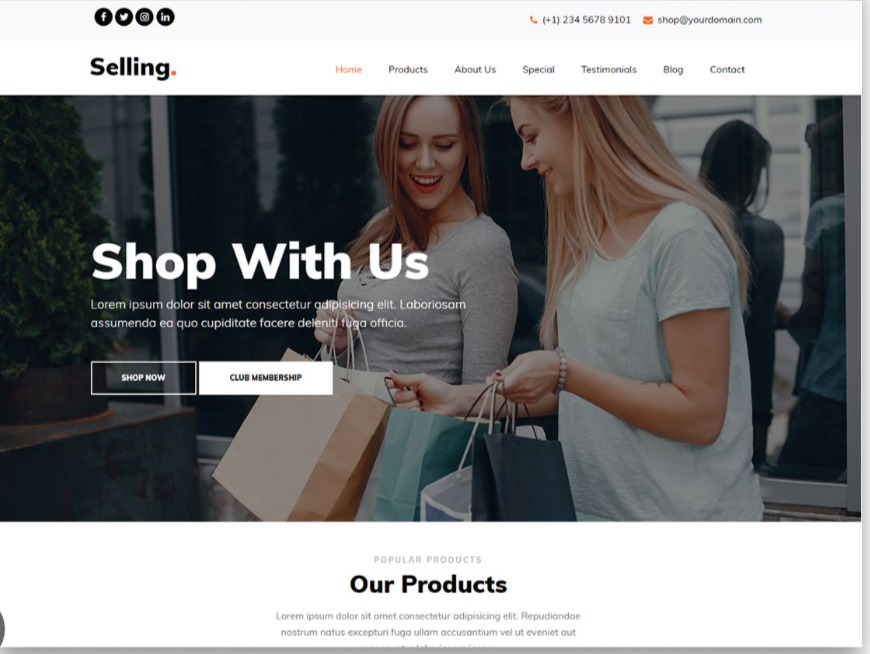 (+1) 234 5678 9101 shop@yourdomain.com
Selling.
Home Products About Us Special Testimonials Blog Contact
Shop With Us
Lorem ipsum dolor sit amet consectetur adipisicing elit. Laboriosam
assumenda ea quo cupiditate facere deleniti fuga officia.
SHOP NOW CLUB MEMBERSHIP
POPULAR PRODUCTS
Our Products
Lorem ipsum dolor sit amet consectetur adipisicing elit. Repudiandae
nostrum natus excepturi fuga ullam accusantium vel ut eveniet aut